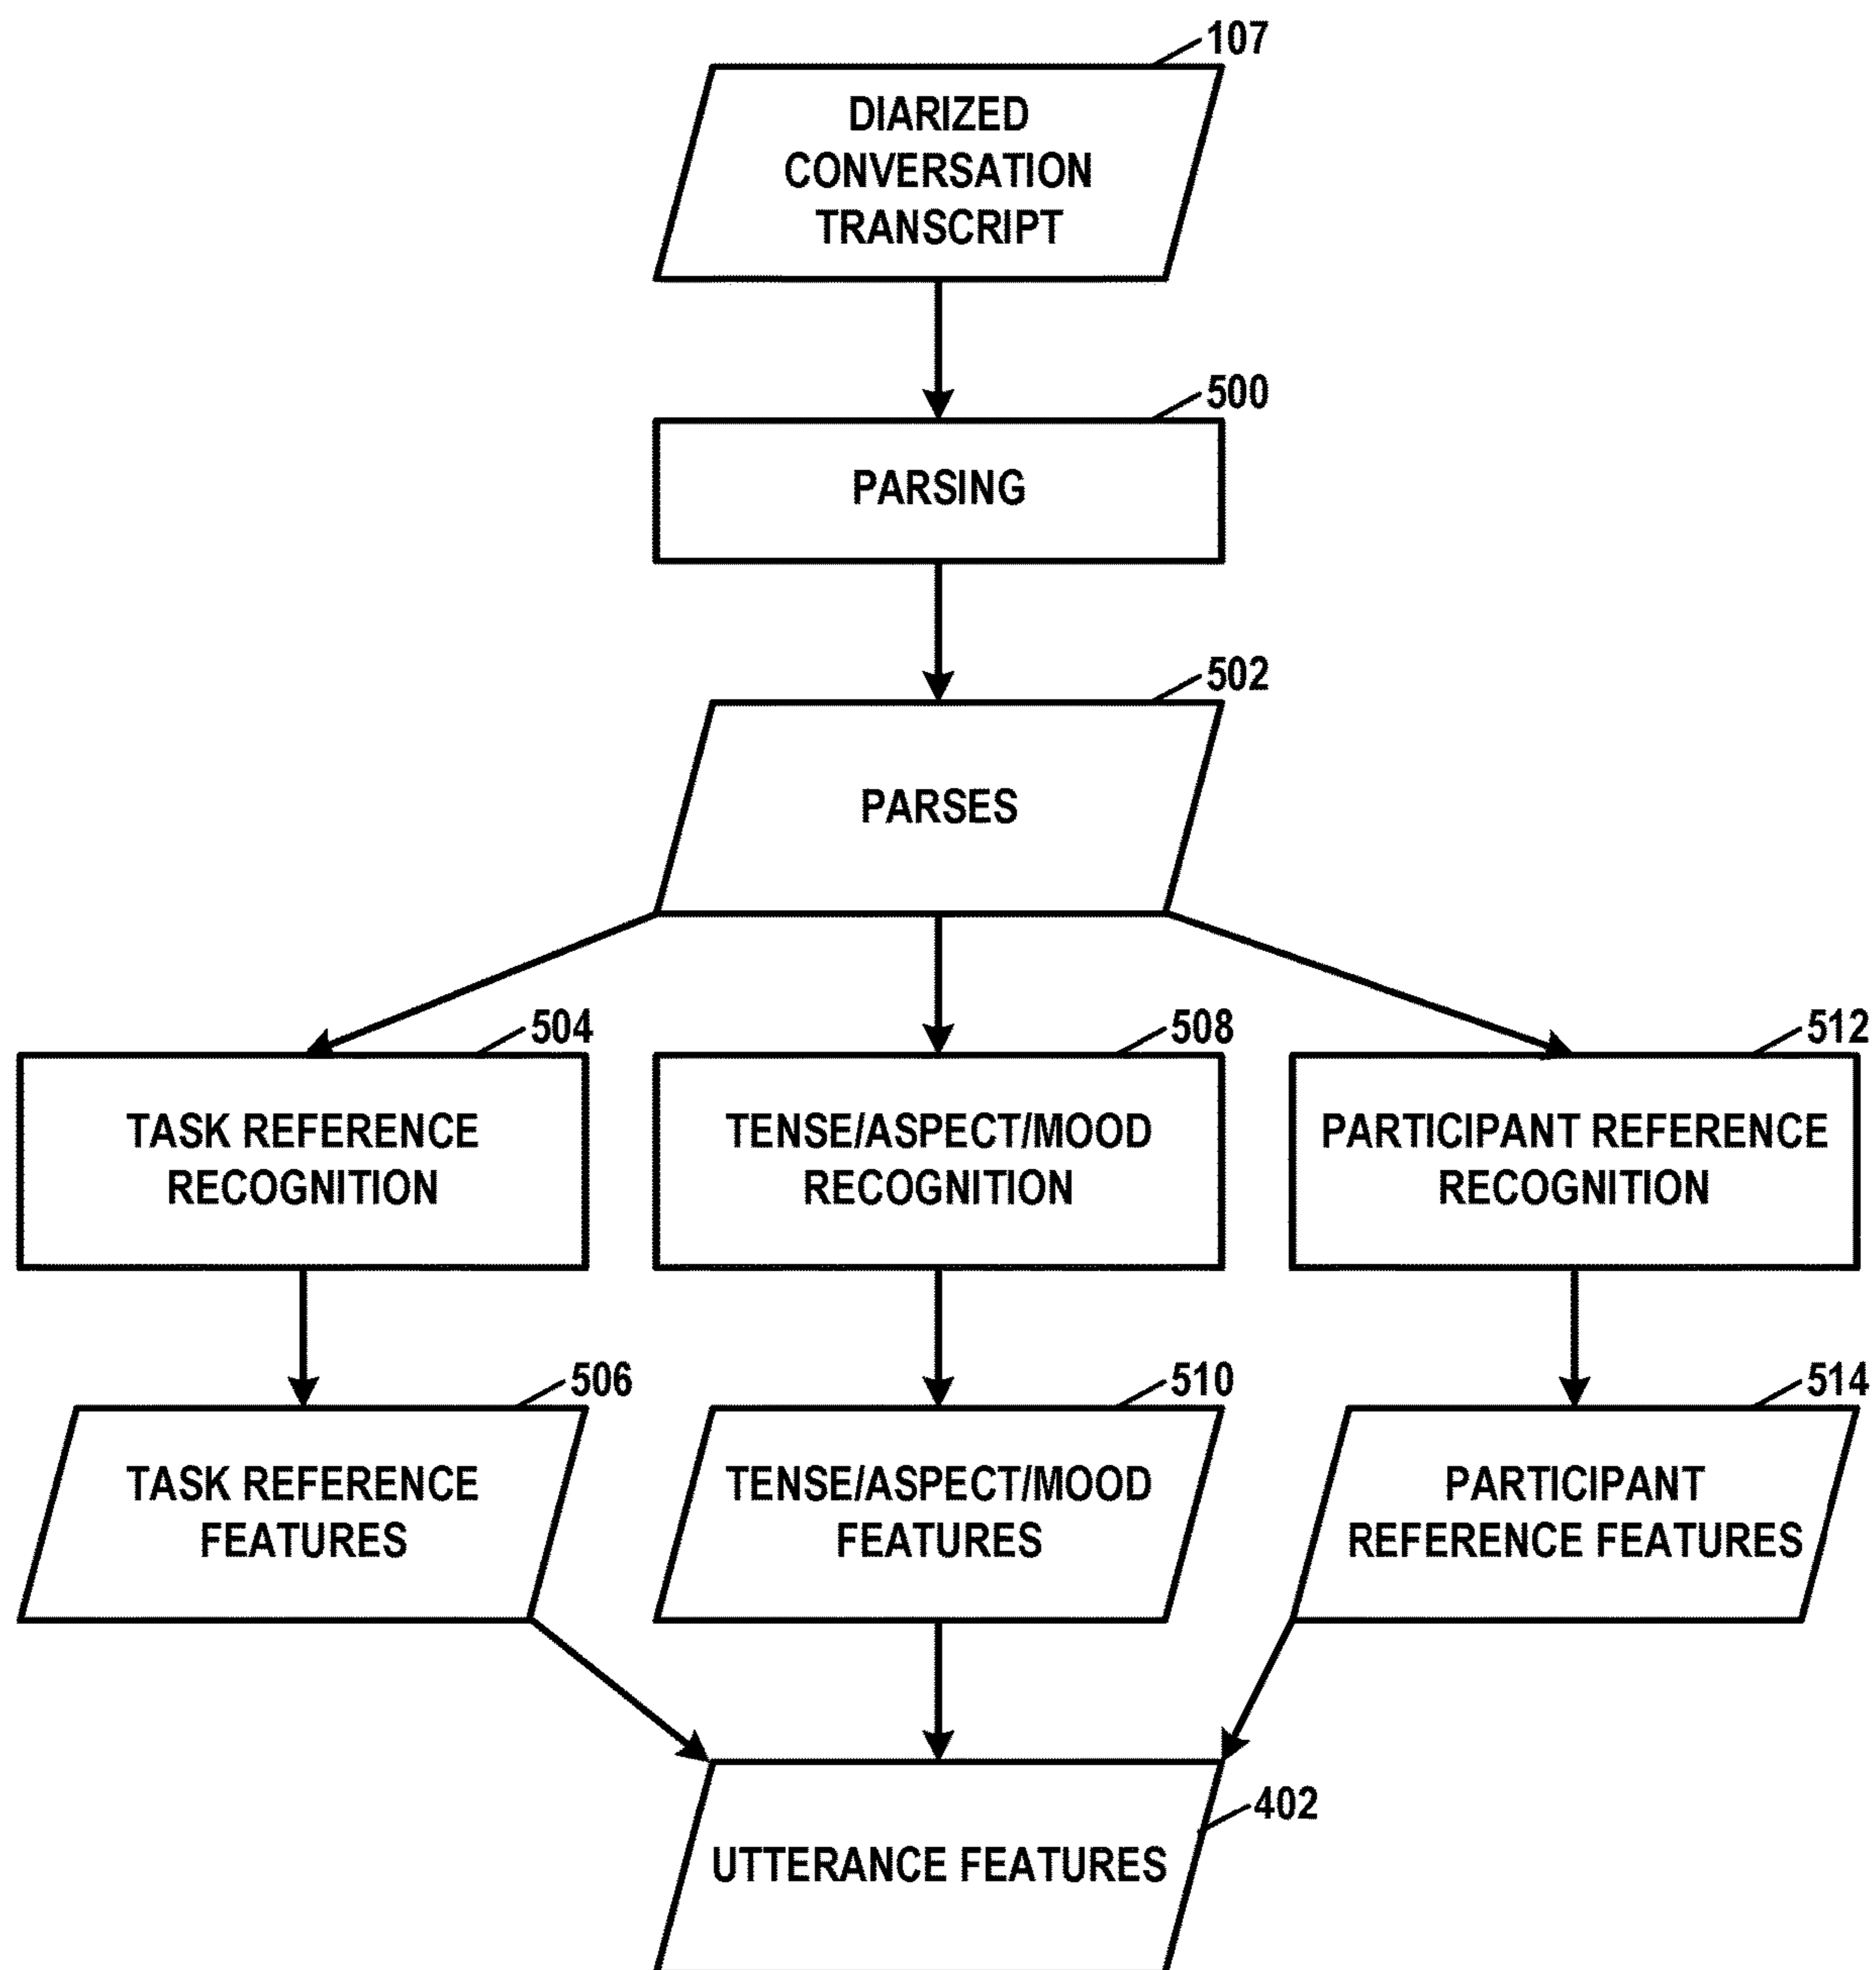 107
DIARIZED
CONVERSATION
TRANSCRIPT
500
PARSING
502
PARSES
504
TASK REFERENCE
RECOGNITION
508
TENSE/ASPECT/MOOD
RECOGNITION
512
PARTICIPANT REFERENCE
RECOGNITION
506
TASK REFERENCE
FEATURES
510
TENSE/ASPECT/MOOD
FEATURES
514
PARTICIPANT
REFERENCE FEATURES
402
UTTERANCE FEATURES